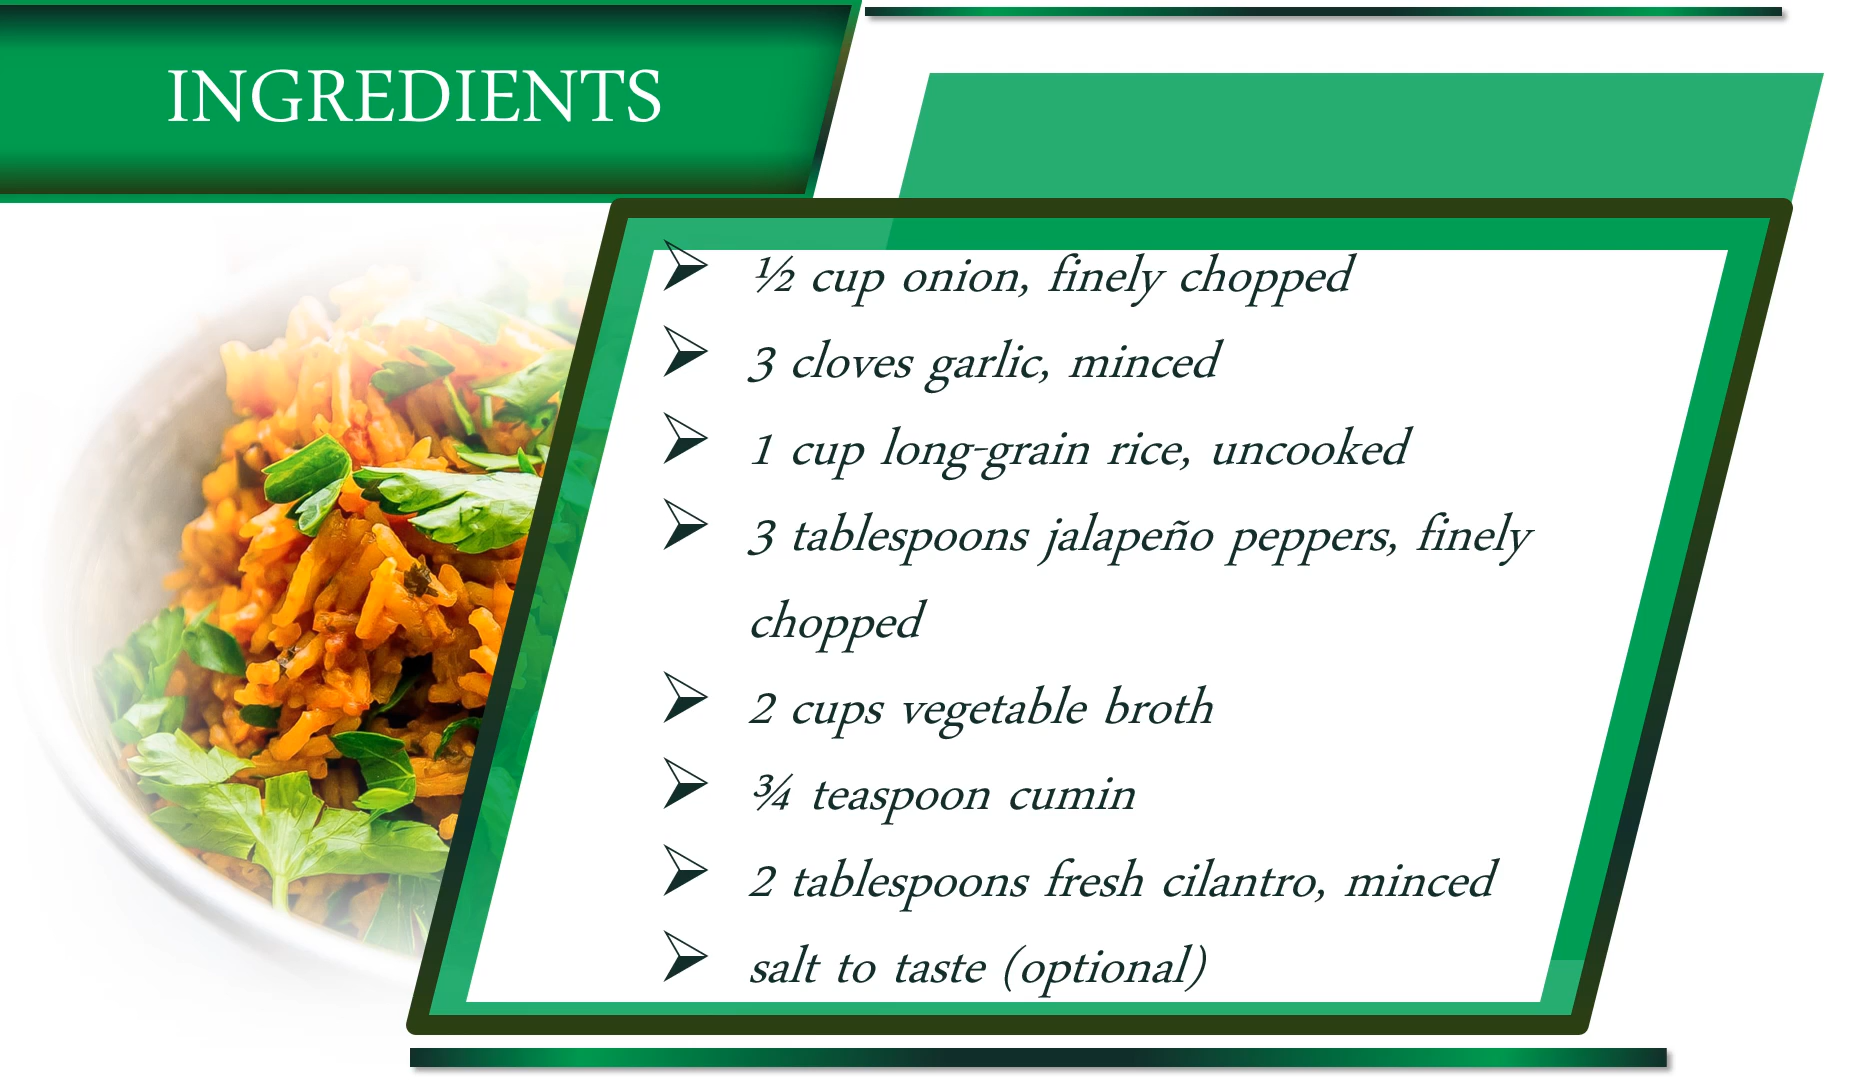 INGREDIENTS
➢ ½ cup onion, finely chopped
➢ 3 cloves garlic, minced
➢ 1 cup long-grain rice, uncooked
➢ 3 tablespoons jalapeño peppers, finely
chopped
➢ 2 cups vegetable broth
➢ ¾ teaspoon cumin
➢ 2 tablespoons fresh cilantro, minced
➢ salt to taste (optional)